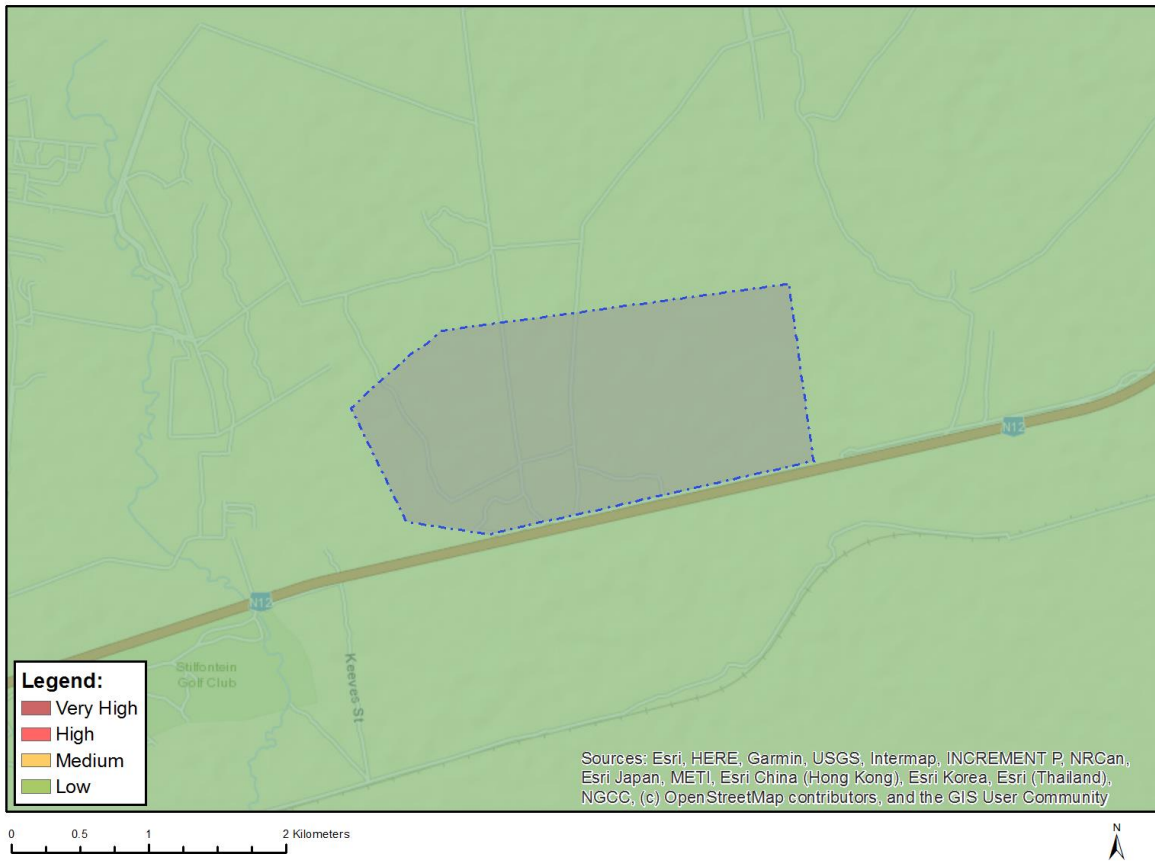 N12
N12
Stilfontein
Golf Club
Keeves St
Legend:
Very High
High
Medium
Low
Sources: Esri, HERE, Garmin, USGS, Intermap, INCREMENT P, NRCan,
Esri Japan, METI, Esri China (Hong Kong), Esri Korea, Esri (Thailand),
NGCC, (c) OpenStreetMap contributors, and the GIS User Community
0 0.5 1 2 Kilometers
N